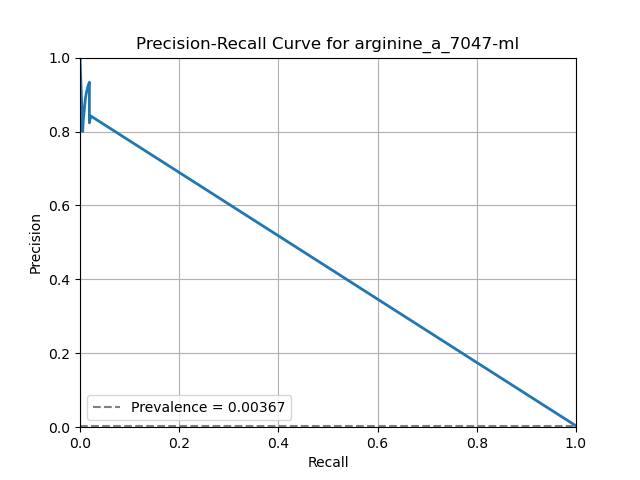 Precision-Recall Curve for arginine_a_7047-ml
1.0
0.8
0.6
0.4
0.2
0.0
Precision
Prevalence = 0.00367
0.0 0.2 0.4 0.6 0.8 1.0
Recall